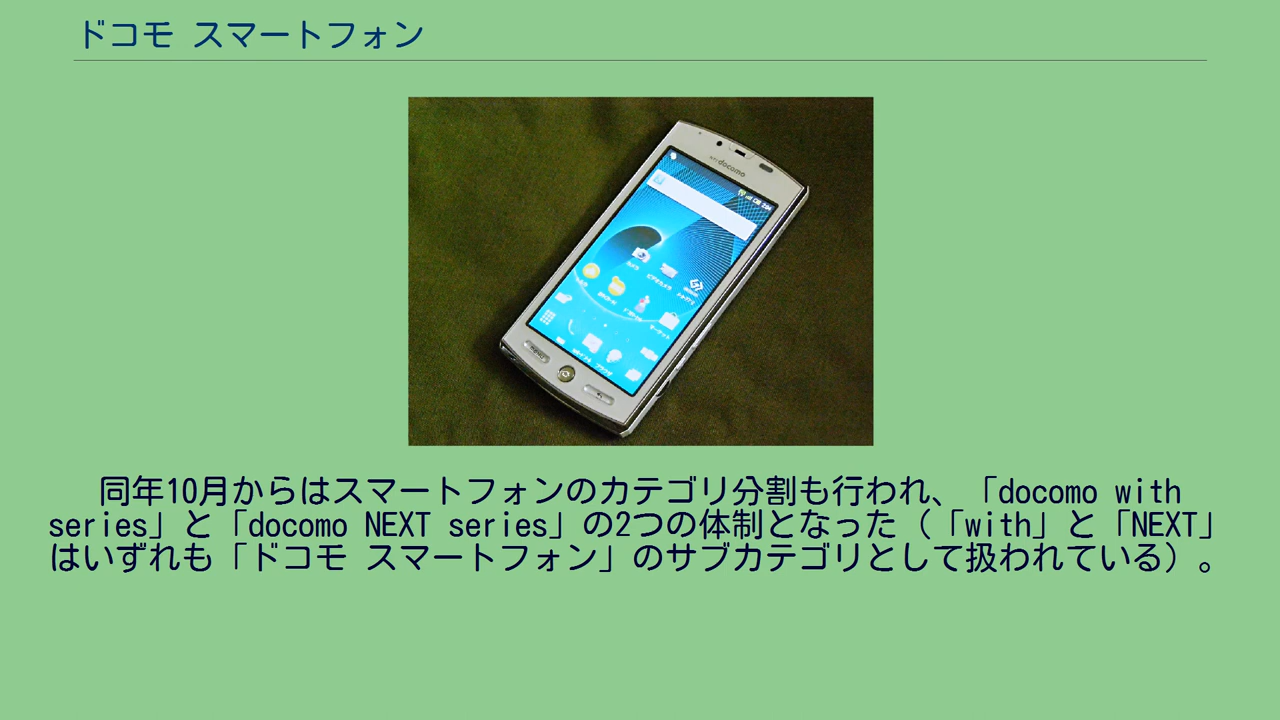 ドコモ スマートフォン
docomo
同年10月からはスマートフォンのカテゴリ分割も行われ、「docomo with
series」と「docomo NEXT series」の2つの体制となった（「with」と「NEXT」
はいずれも「ドコモ スマートフォン」のサブカテゴリとして扱われている）。